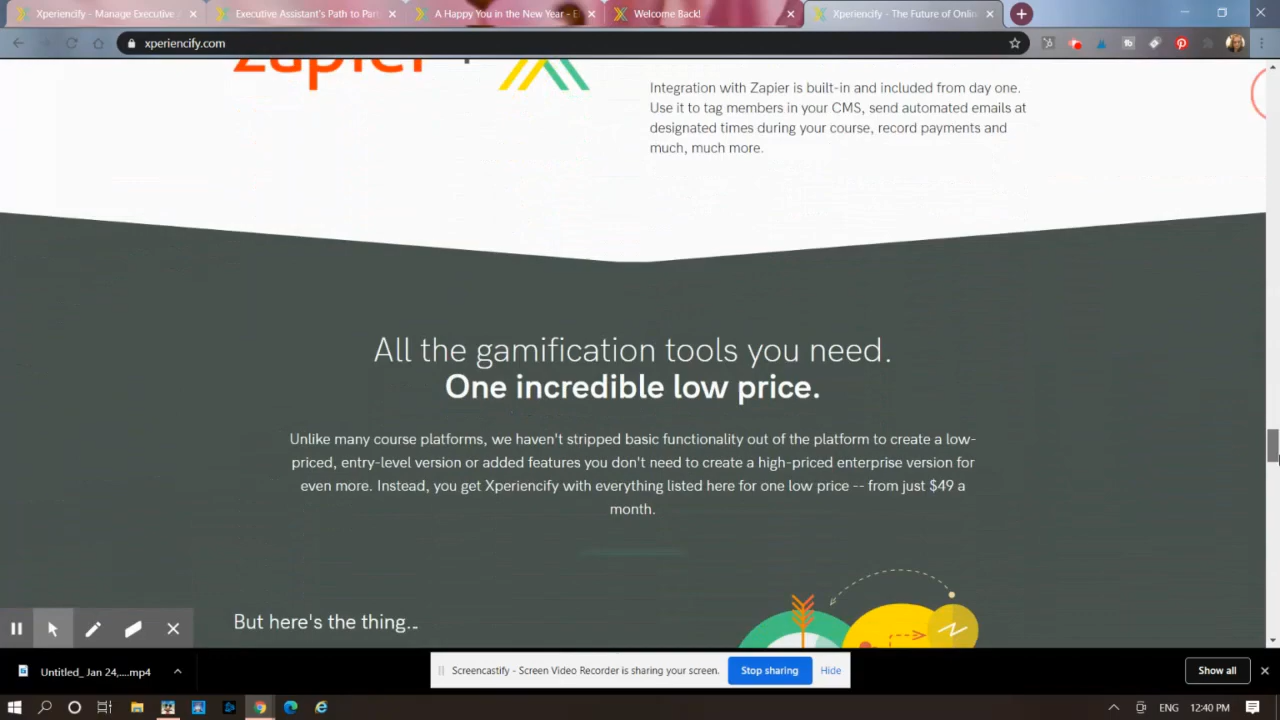 Xperiencify - Manage Executive A
Executive Assistant's Path to Part
A Happy You in the New Year - E
Welcome Back!
Xperiencify - The Future of Onlin
xperiencify.com
zapier
Integration with Zapier is built-in and included from day one.
Use it to tag members in your CMS, send automated emails at
designated times during your course, record payments and
much, much more.
All the gamification tools you need.
One incredible low price.
Unlike many course platforms, we haven't stripped basic functionality out of the platform to create a low-
priced, entry-level version or added features you don't need to create a high-priced enterprise version for
even more. Instead, you get Xperiencify with everything listed here for one low price -- from just $49 a
month.
But here's the thing...
Untitled_ Jan 24,....mp4
Screencastify - Screen Video Recorder is sharing your screen.
Stop sharing
Hide
Show all
ENG
12:40 PM